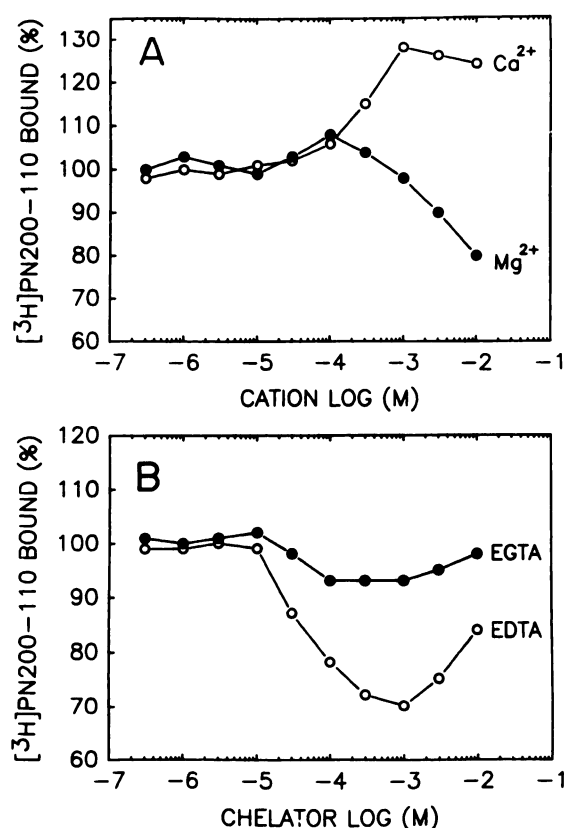 [³H]PN200-110 BOUND (%)
A
130
120
110
100
90
80
70
60
Ca²⁺
Mg²⁺
-7 -6 -5 -4 -3 -2 -1
CATION LOG (M)
[³H]PN200-110 BOUND (%)
B
120
110
100
90
80
70
60
EGTA
EDTA
-7 -6 -5 -4 -3 -2 -1
CHELATOR LOG (M)